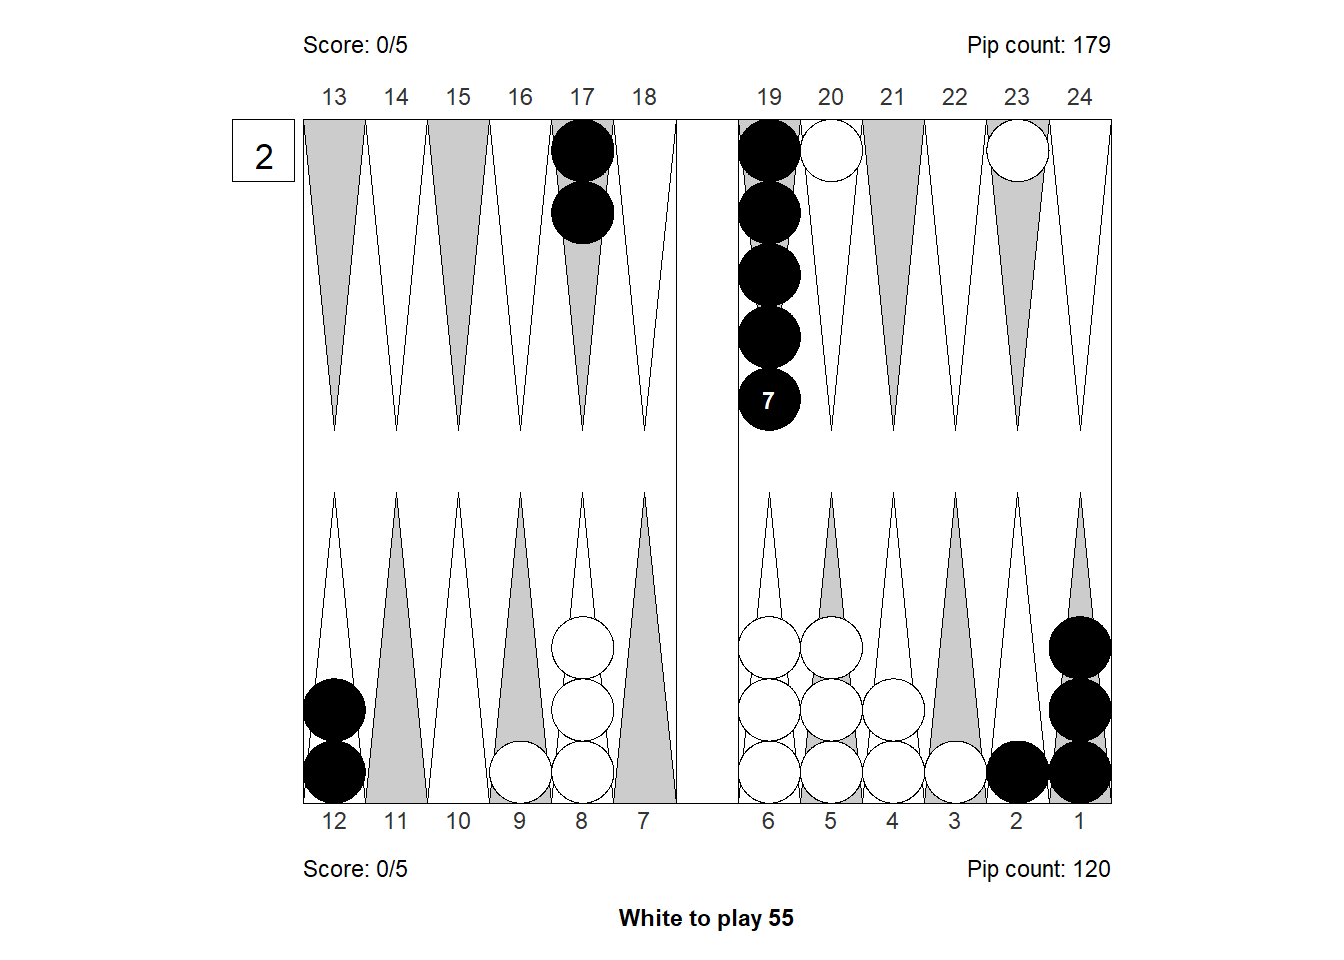 Score: 0/5 Pip count: 179
13 14 15 16 17 18 19 20 21 22 23 24
2
7
12 11 10 9 8 7 6 5 4 3 2 1
Score: 0/5 Pip count: 120
White to play 55